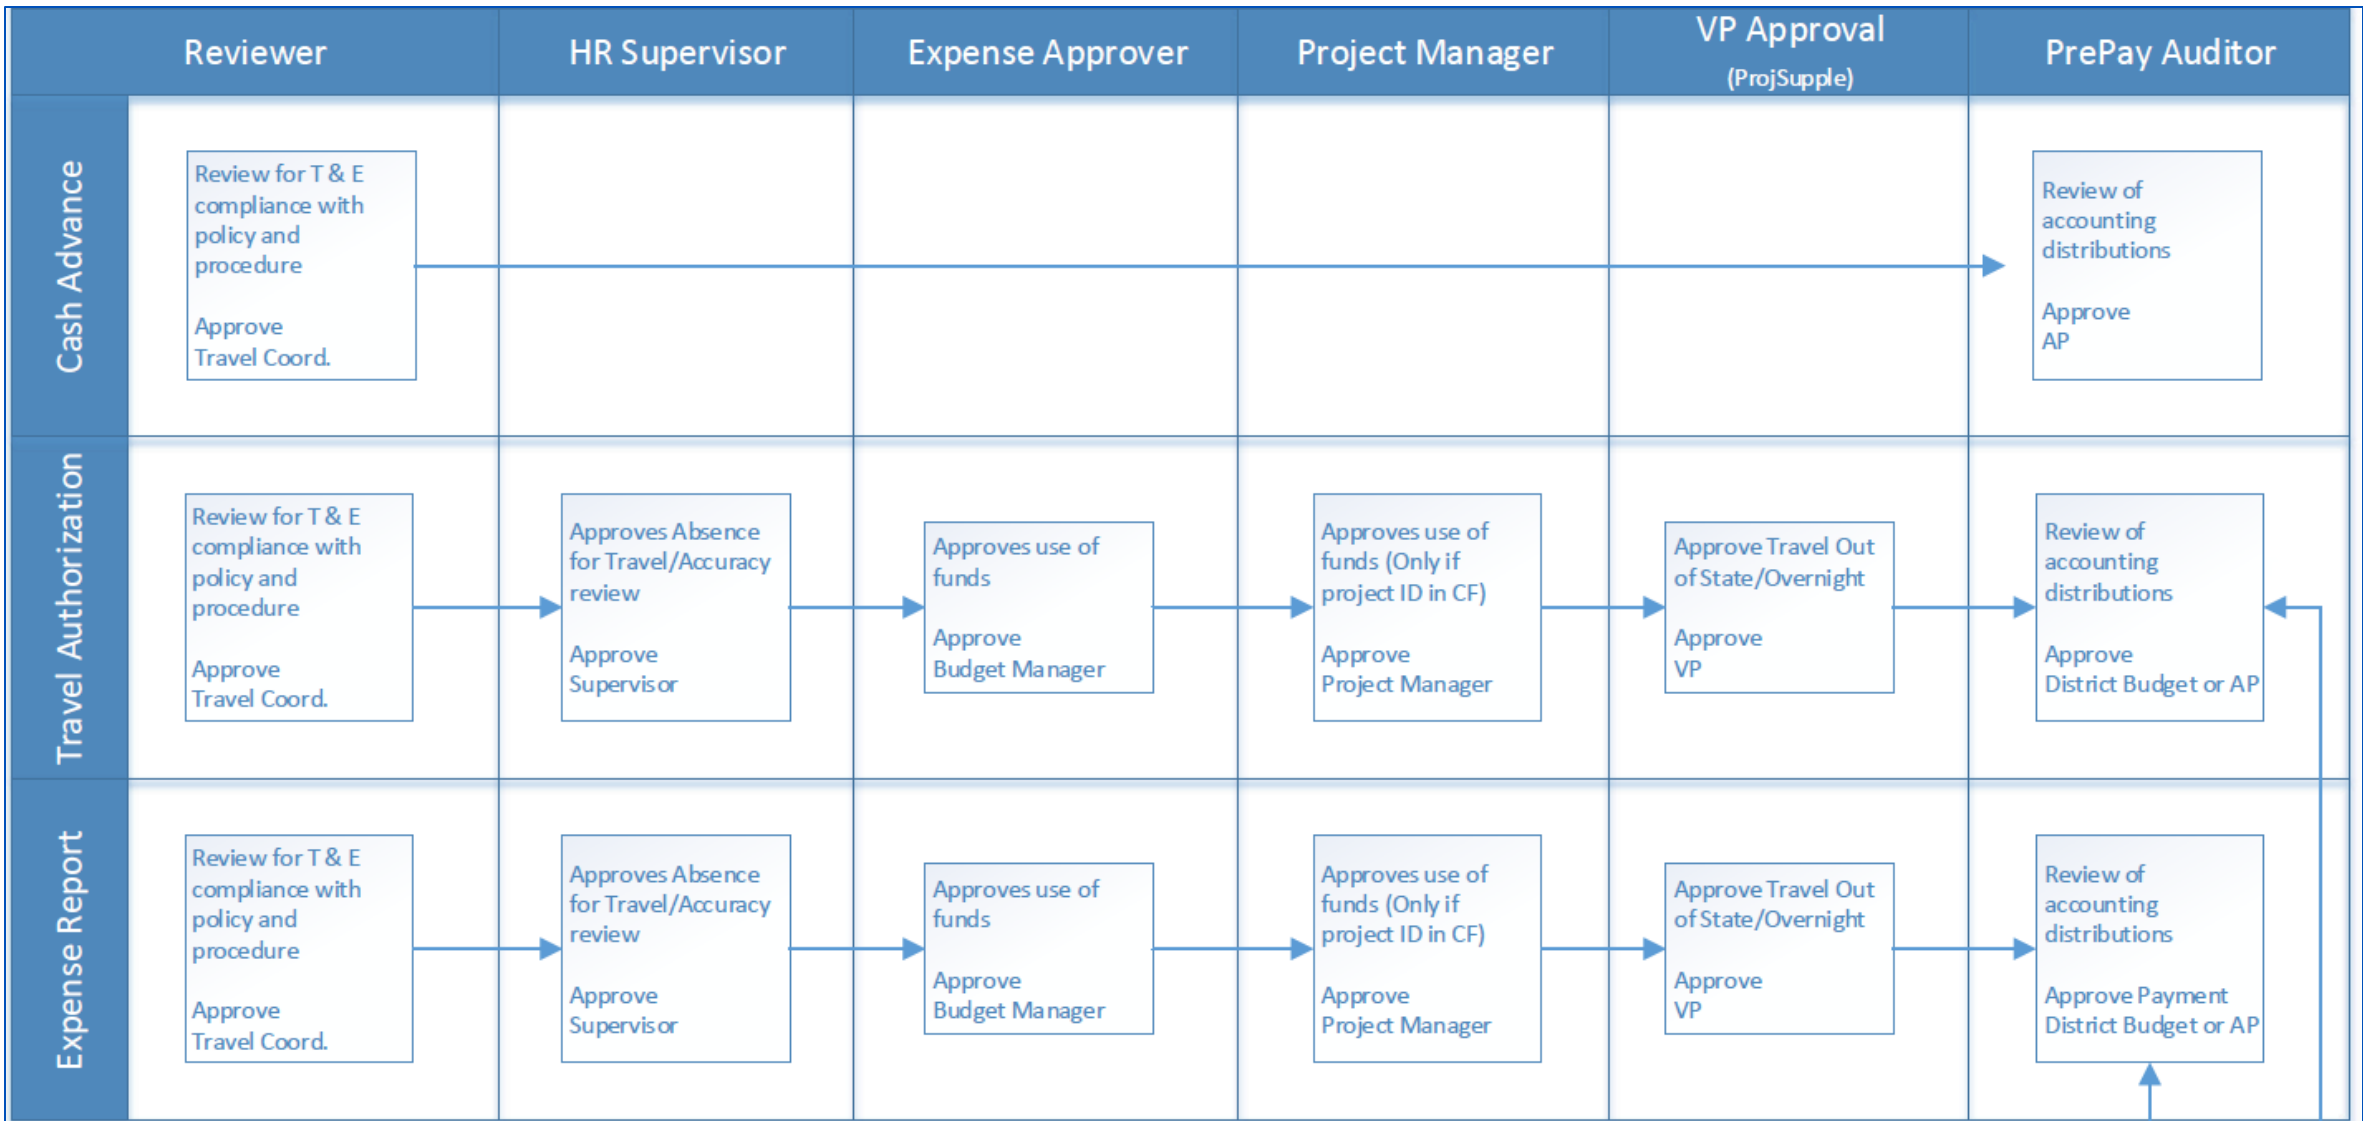 Reviewer
HR Supervisor
Expense Approver
Project Manager
VP Approval
(ProjSupple)
PrePay Auditor
Cash Advance
Review for T & E
compliance with
policy and
procedure
Approve
Travel Coord.
Review of
accounting
distributions
Approve
AP
Travel Authorization
Review for T & E
compliance with
policy and
procedure
Approve
Travel Coord.
Approves Absence
for Travel/Accuracy
review
Approve
Supervisor
Approves use of
funds
Approve
Budget Manager
Approves use of
funds (Only if
project ID in CF)
Approve
Project Manager
Approve Travel Out
of State/Overnight
Approve
VP
Review of
accounting
distributions
Approve
District Budget or AP
Expense Report
Review for T & E
compliance with
policy and
procedure
Approve
Travel Coord.
Approves Absence
for Travel/Accuracy
review
Approve
Supervisor
Approves use of
funds
Approve
Budget Manager
Approves use of
funds (Only if
project ID in CF)
Approve
Project Manager
Approve Travel Out
of State/Overnight
Approve
VP
Review of
accounting
distributions
Approve Payment
District Budget or AP